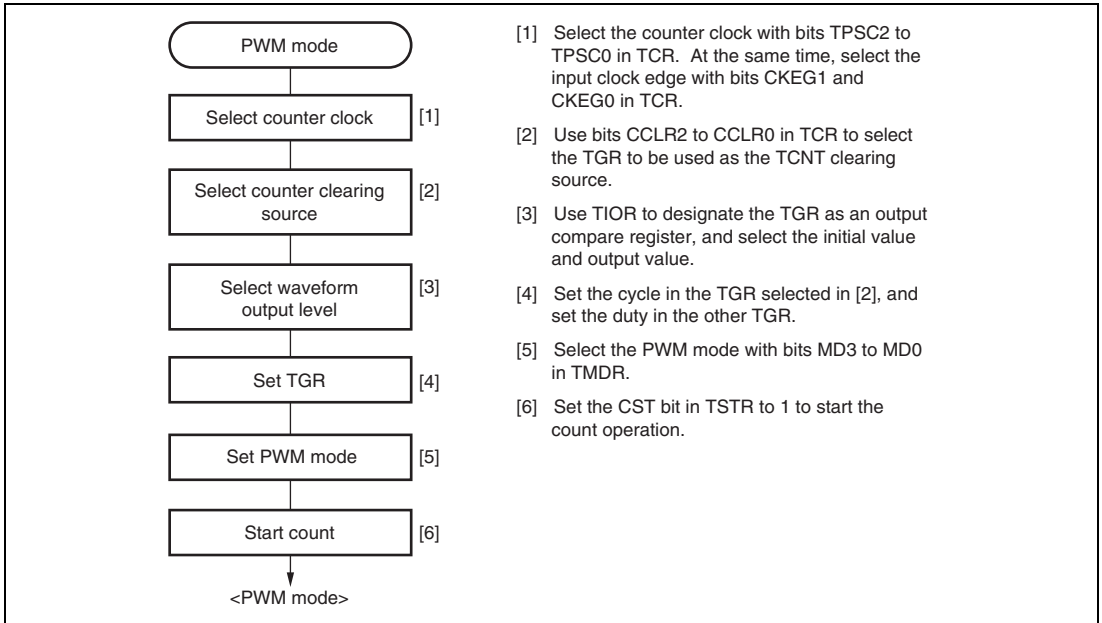 PWM mode
Select counter clock
[1]
Select counter clearing
source
[2]
Select waveform
output level
[3]
Set TGR
[4]
Set PWM mode
[5]
Start count
[6]
<PWM mode>
[1] Select the counter clock with bits TPSC2 to
TPSC0 in TCR. At the same time, select the
input clock edge with bits CKEG1 and
CKEG0 in TCR.
[2] Use bits CCLR2 to CCLR0 in TCR to select
the TGR to be used as the TCNT clearing
source.
[3] Use TIOR to designate the TGR as an output
compare register, and select the initial value
and output value.
[4] Set the cycle in the TGR selected in [2], and
set the duty in the other TGR.
[5] Select the PWM mode with bits MD3 to MD0
in TMDR.
[6] Set the CST bit in TSTR to 1 to start the
count operation.